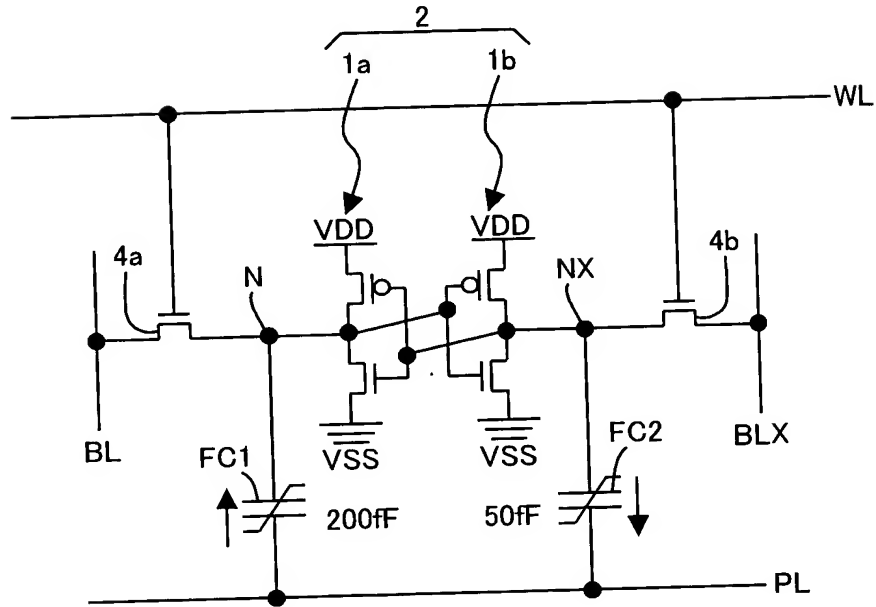 2
1a 1b
WL
VDD VDD
4a N NX 4b
BL VSS VSS BLX
FC1 FC2
200fF 50fF
PL